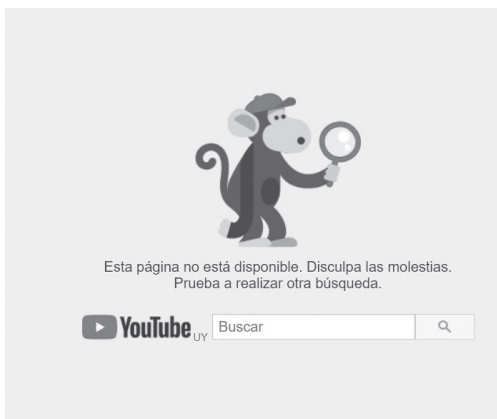 Esta página no está disponible. Disculpa las molestias.
Prueba a realizar otra búsqueda.
YouTube UY Buscar